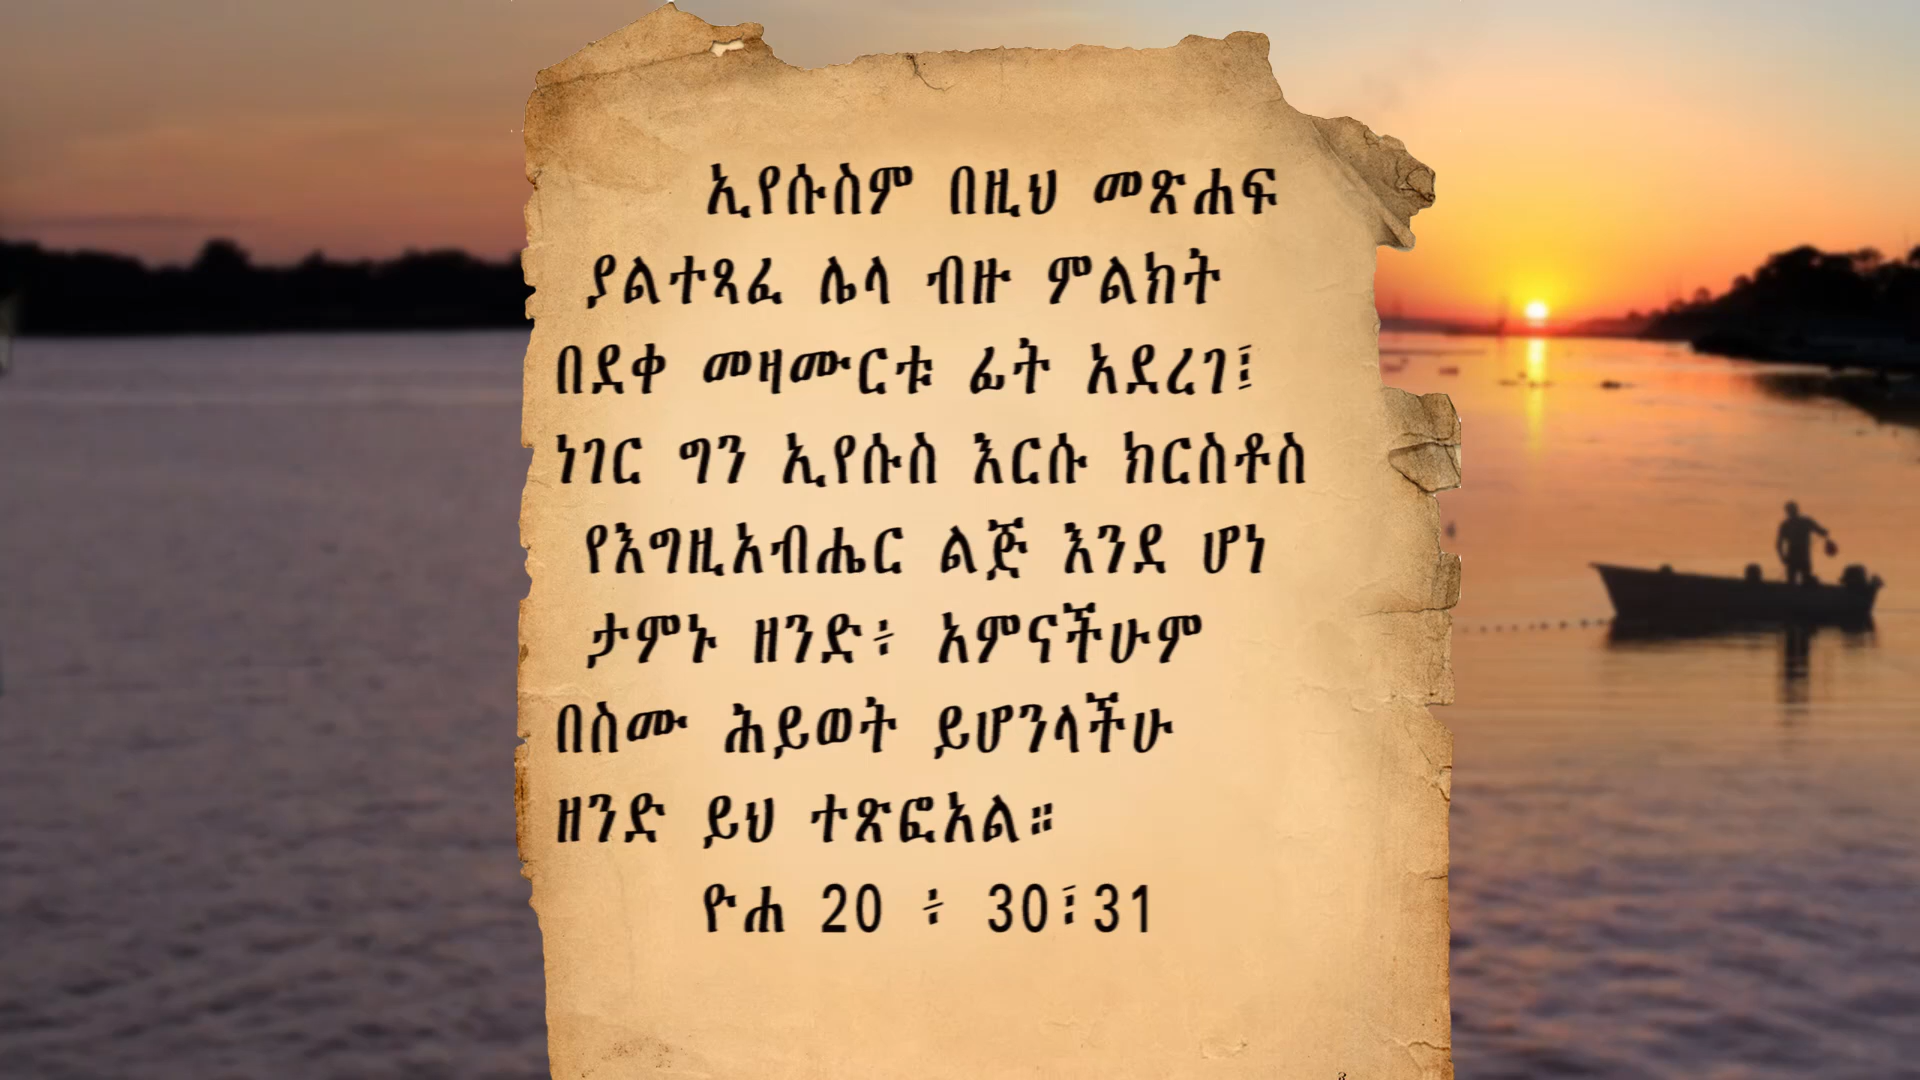 ኢየሱስም በዚህ መጽሐፍ
ያልተጻፈ ሌላ ብዙ ምልክት
በደቀ መዛሙርቱ ፊት አደረገ፤
ነገር ግን ኢየሱስ እርሱ ክርስቶስ
የእግዚአብሔር ልጅ እንደ ሆነ
ታምኑ ዘንድ፥ አምናችሁም
በስሙ ሕይወት ይሆንላችሁ
ዘንድ ይህ ተጽፎአል።
ዮሐ 20 ፥ 30፤31